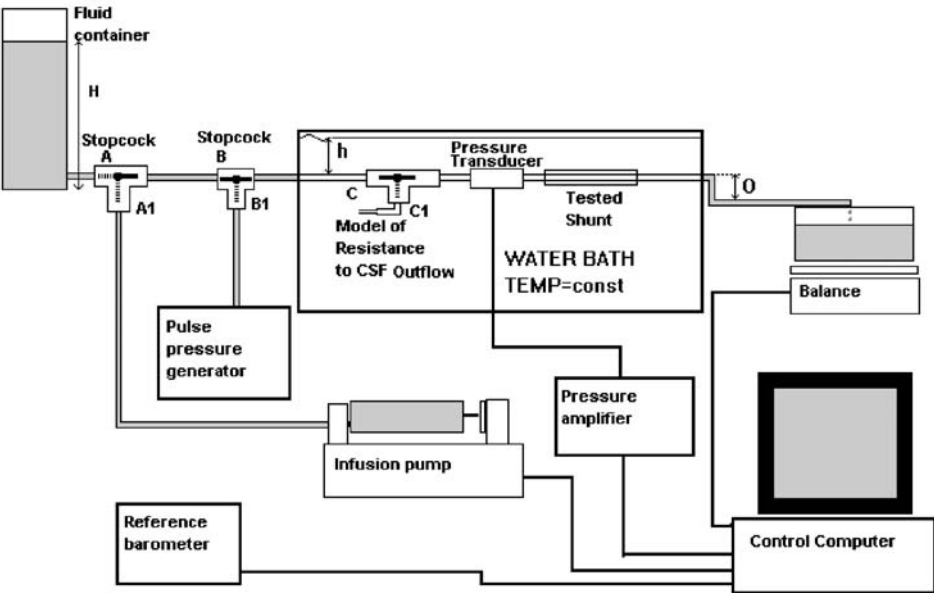 Fluid
container
H
Stopcock
A
A1
Stopcock
B
B1
h
C
C1
Model of
Resistance
to CSF Outflow
Pressure
Transducer
Tested
Shunt
WATER BATH
TEMP=const
O
Balance
Pulse
pressure
generator
Pressure
amplifier
Infusion pump
Reference
barometer
Control Computer